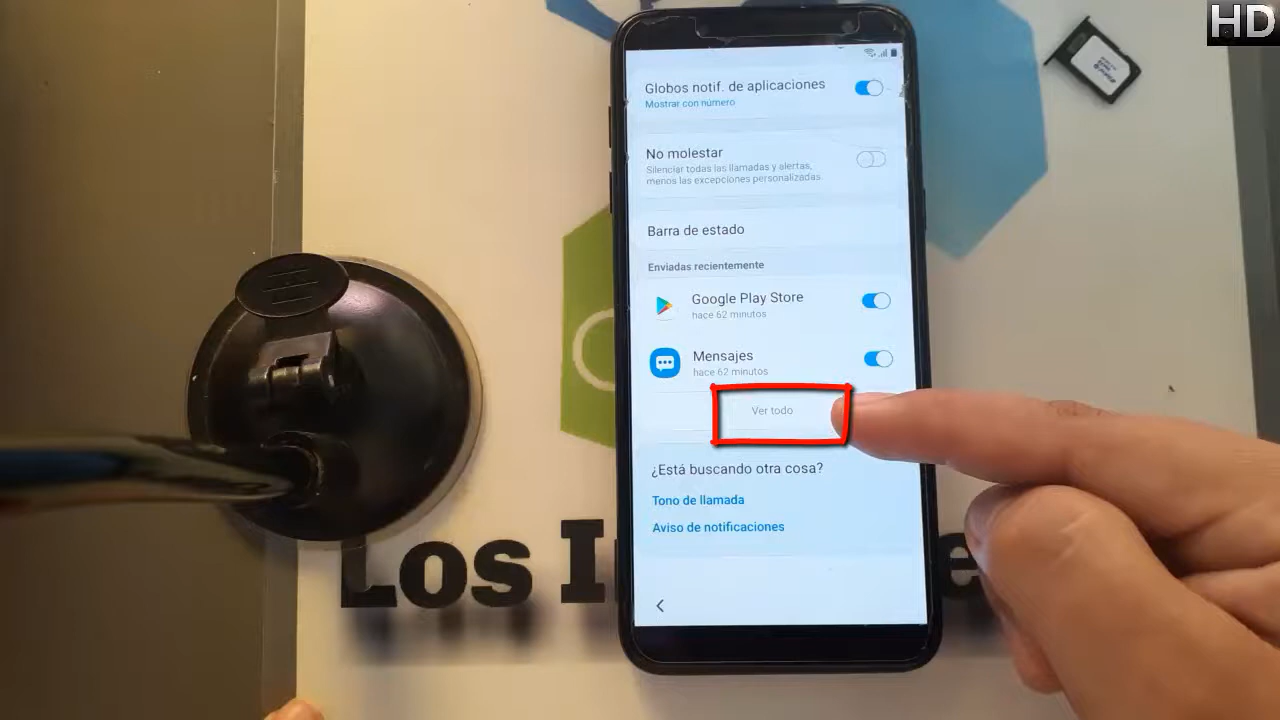 HD
Globos notif. de aplicaciones
Mostrar con número
No molestar
Silenciar todas las llamadas y alertas,
menos las excepciones personalizadas
Barra de estado
Enviadas recientemente
Google Play Store
hace 62 minutos
Mensajes
hace 62 minutos
Ver todo
¿Está buscando otra cosa?
Tono de llamada
Aviso de notificaciones
Los